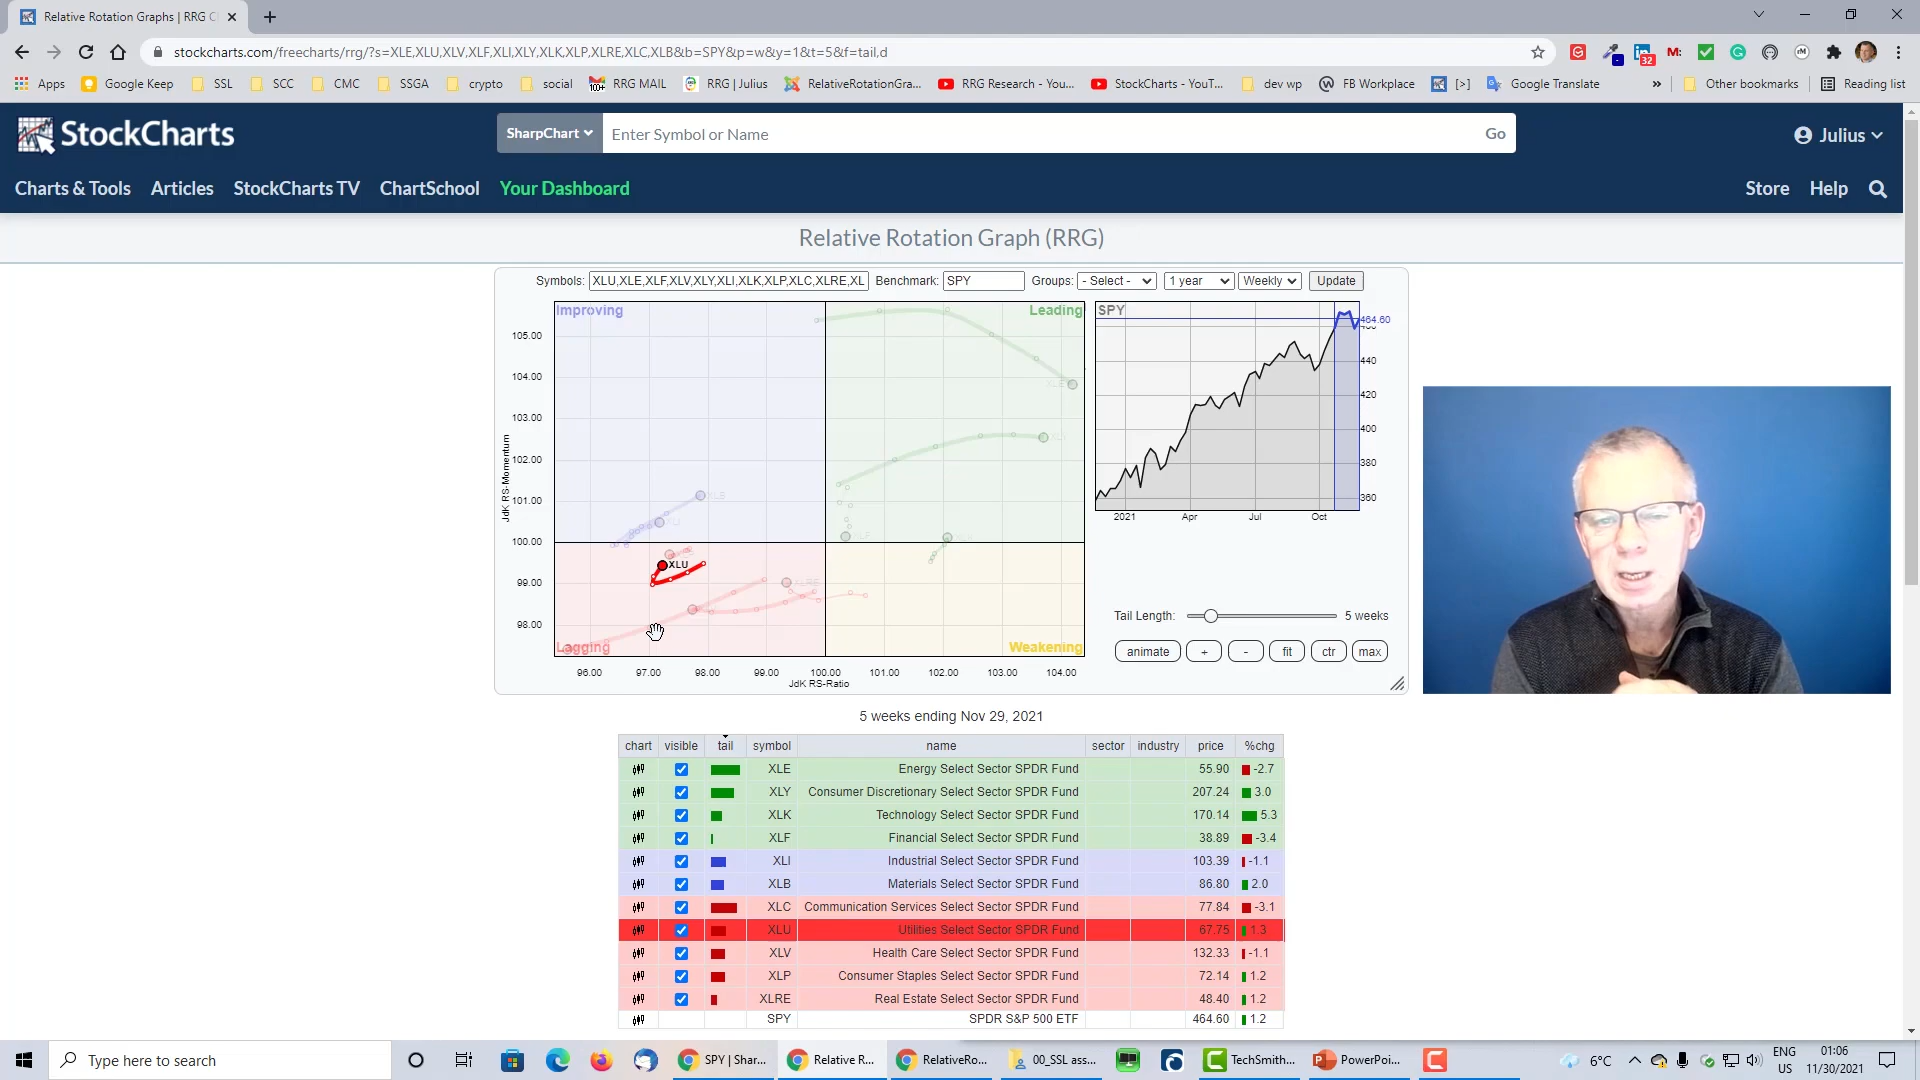 Relative Rotation Graphs | RRG C
stockcharts.com/freecharts/rrg/?s=XLE,XLU,XLV,XLF,XLI,XLY,XLK,XLP,XLRE,XLC,XLB&b=SPY&p=w&y=1&t=5&f=tail,d
Apps Google Keep SSL SCC CMC SSGA crypto social RRG MAIL RRG | Julius RelativeRotationGra... RRG Research - You... StockCharts - YouT... dev wp FB Workplace [>] Google Translate » Other bookmarks Reading list
StockCharts SharpChart Enter Symbol or Name Go Julius
Charts & Tools Articles StockCharts TV ChartSchool Your Dashboard Store Help
Relative Rotation Graph (RRG)
Symbols: XLU,XLE,XLF,XLV,XLY,XLI,XLK,XLP,XLC,XLRE,XL Benchmark: SPY Groups: - Select - 1 year Weekly Update
Improving Leading
Lagging Weakening
105.00
104.00
103.00
102.00
101.00
100.00
99.00
98.00
JdK RS-Momentum
XLB
XLU
XLRE
96.00 97.00 98.00 99.00 100.00 101.00 102.00 103.00 104.00
JdK RS-Ratio
SPY
464.60
440
420
400
380
360
2021 Apr Jul Oct
Tail Length: 5 weeks
animate + - fit ctr max
5 weeks ending Nov 29, 2021
chart visible tail symbol name sector industry price %chg
XLE Energy Select Sector SPDR Fund 55.90 -2.7
XLY Consumer Discretionary Select Sector SPDR Fund 207.24 3.0
XLK Technology Select Sector SPDR Fund 170.14 5.3
XLF Financial Select Sector SPDR Fund 38.89 -3.4
XLI Industrial Select Sector SPDR Fund 103.39 -1.1
XLB Materials Select Sector SPDR Fund 86.80 2.0
XLC Communication Services Select Sector SPDR Fund 77.84 -3.1
XLU Utilities Select Sector SPDR Fund 67.75 1.3
XLV Health Care Select Sector SPDR Fund 132.33 -1.1
XLP Consumer Staples Select Sector SPDR Fund 72.14 1.2
XLRE Real Estate Select Sector SPDR Fund 48.40 1.2
SPY SPDR S&P 500 ETF 464.60 1.2
Type here to search
SPY | Shar... Relative R... RelativeRo... 00_SSL ass... TechSmith... PowerPoi...
6°C ENG US 01:06 11/30/2021